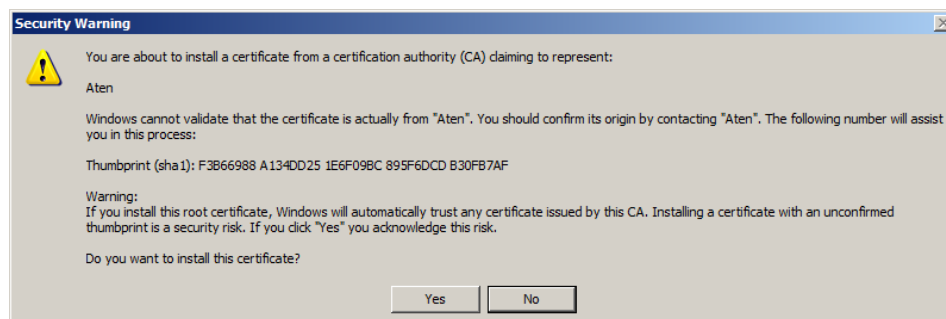 Security Warning
You are about to install a certificate from a certification authority (CA) claiming to represent:
Aten
Windows cannot validate that the certificate is actually from "Aten". You should confirm its origin by contacting "Aten". The following number will assist
you in this process:
Thumbprint (sha1): F3B66988 A134DD25 1E6F09BC 895F6DCD B30FB7AF
Warning:
If you install this root certificate, Windows will automatically trust any certificate issued by this CA. Installing a certificate with an unconfirmed
thumbprint is a security risk. If you click "Yes" you acknowledge this risk.
Do you want to install this certificate?
Yes No